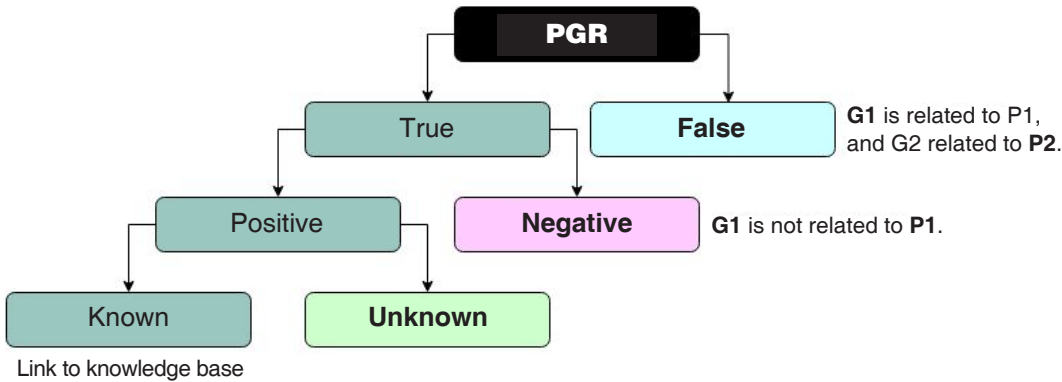 PGR
True
False
G1 is related to P1,
and G2 related to P2.
Positive
Negative
G1 is not related to P1.
Known
Unknown
Link to knowledge base